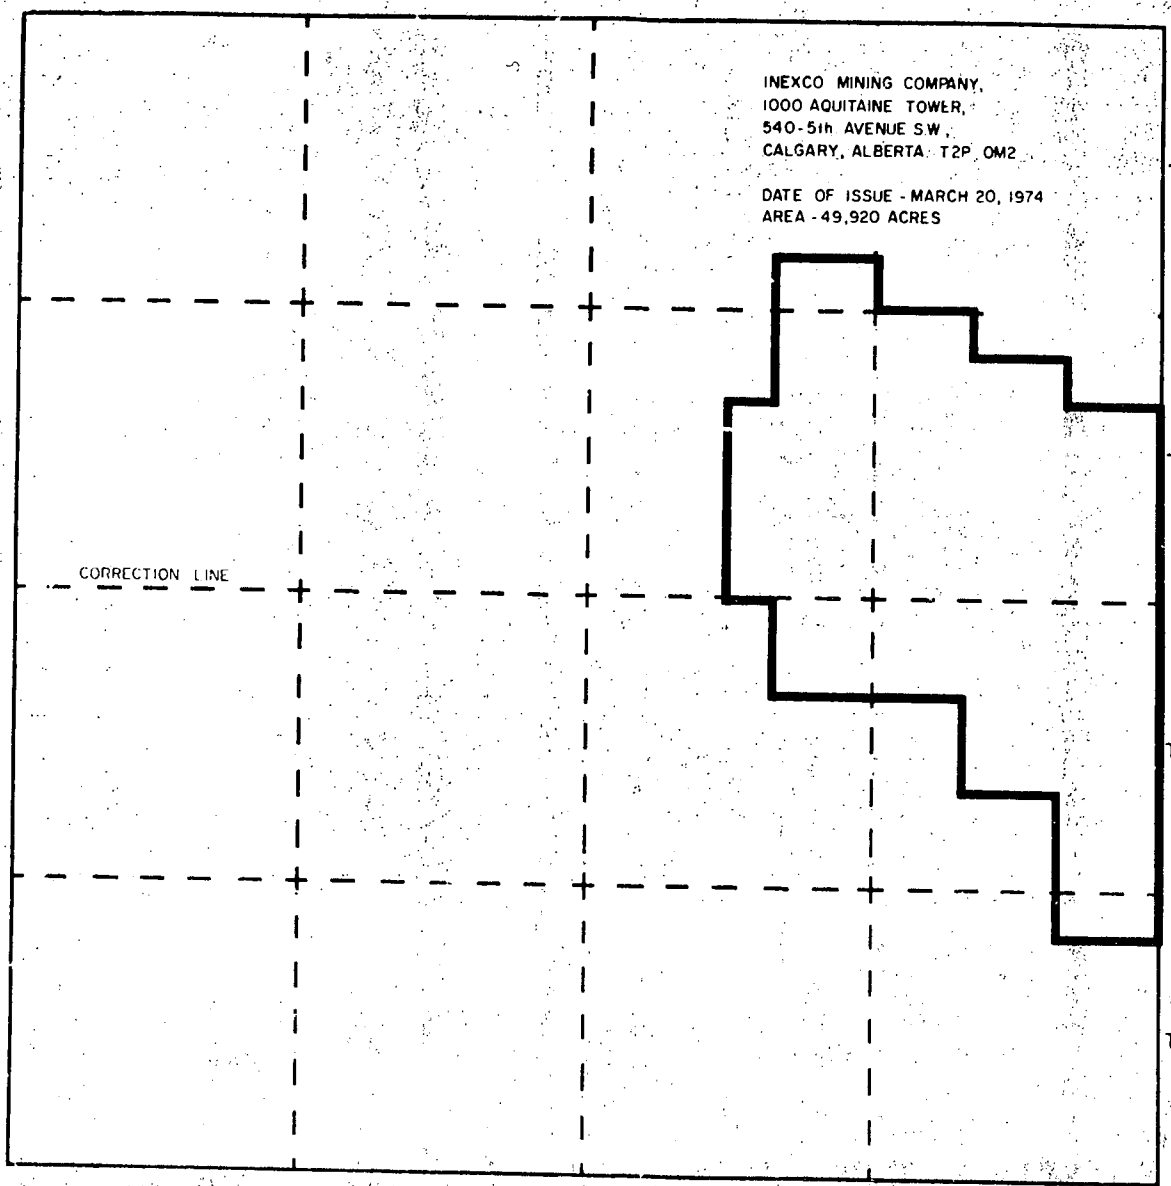 INEXCO MINING COMPANY,
1000 AQUITAINE TOWER,
540-5th AVENUE S.W.,
CALGARY, ALBERTA. T2P OM2
DATE OF ISSUE - MARCH 20, 1974
AREA - 49,920 ACRES
CORRECTION LINE